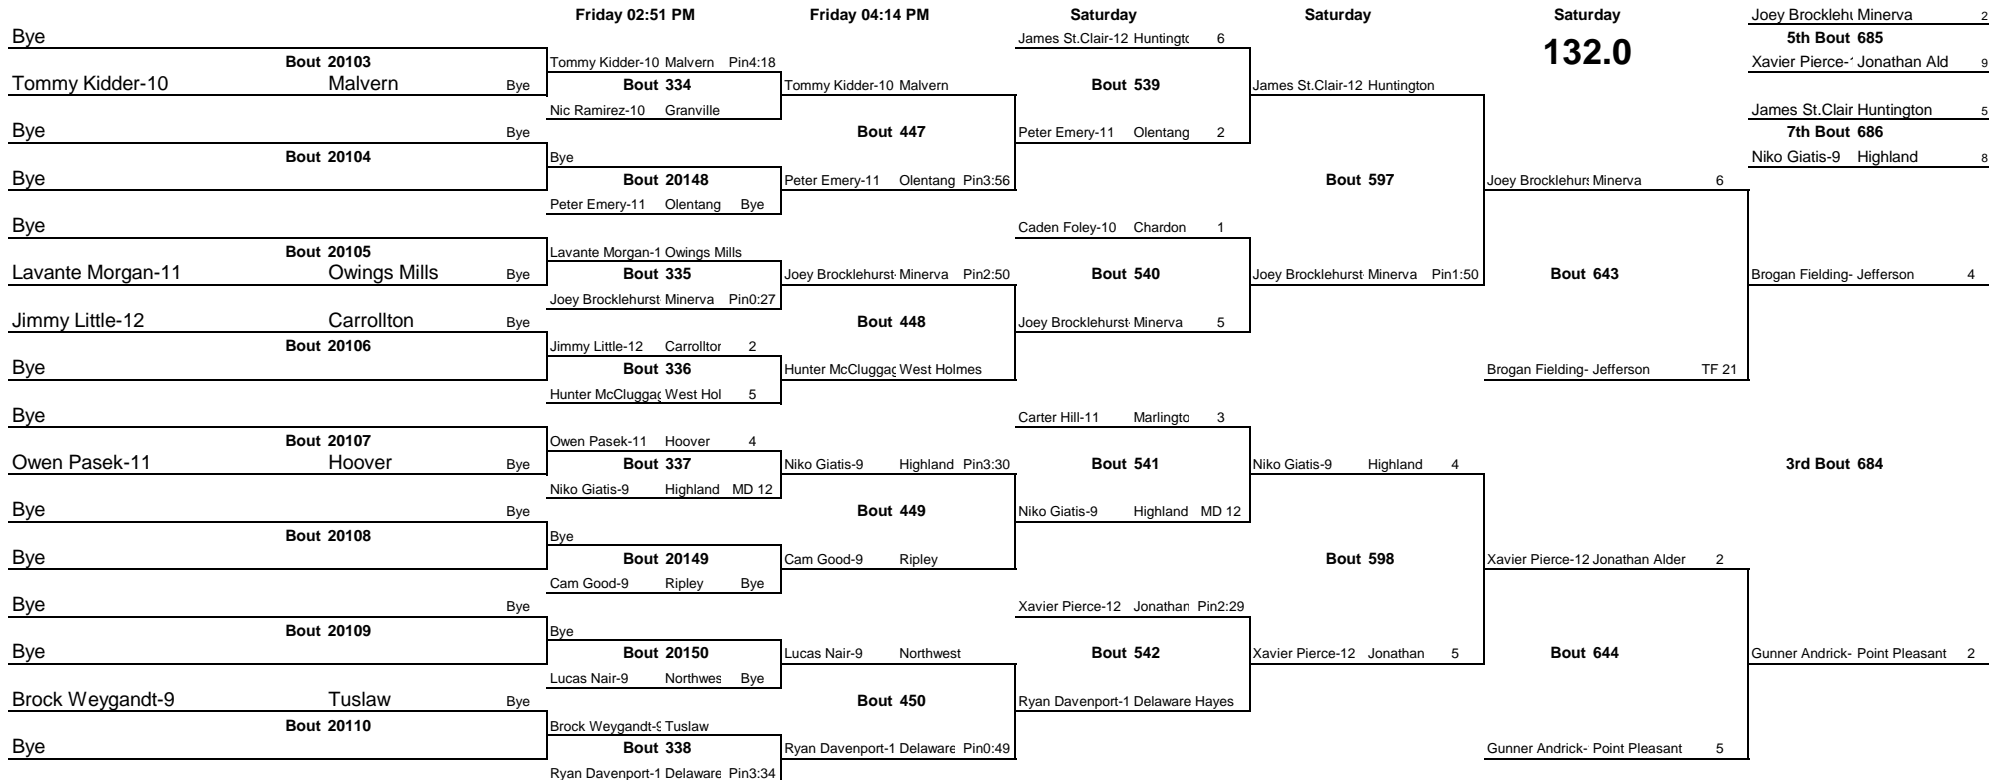 Friday 02:51 PM Friday 04:14 PM Saturday Saturday Saturday Joey Brocklehu Minerva 2
Bye James St.Clair-12 Huntingto 6 132.0 5th Bout 685
Bout 20103 Tommy Kidder-10 Malvern Pin4:18 Xavier Pierce-1 Jonathan Ald 9
Tommy Kidder-10 Malvern Bye Bout 334 Tommy Kidder-10 Malvern Bout 539 James St.Clair-12 Huntington
Nic Ramirez-10 Granville James St.Clair Huntington 5
Bye Bye Bout 447 Peter Emery-11 Olentang 2 7th Bout 686
Bout 20104 Bye Niko Giatis-9 Highland 8
Bye Bout 20148 Peter Emery-11 Olentang Pin3:56 Bout 597 Joey Brocklehurs Minerva 6
Peter Emery-11 Olentang Bye
Bye Caden Foley-10 Chardon 1
Bout 20105 Lavante Morgan-1 Owings Mills
Lavante Morgan-11 Owings Mills Bye Bout 335 Joey Brocklehurst- Minerva Pin2:50 Bout 540 Joey Brocklehurst- Minerva Pin1:50 Bout 643 Brogan Fielding- Jefferson 4
Joey Brocklehurst- Minerva Pin0:27
Jimmy Little-12 Carrollton Bye Bout 448 Joey Brocklehurst- Minerva 5
Bout 20106 Jimmy Little-12 Carrollton 2
Bye Bout 336 Hunter McCluggag West Holmes Brogan Fielding- Jefferson TF 21
Hunter McCluggag West Hol 5
Bye Carter Hill-11 Marlingto 3
Bout 20107 Owen Pasek-11 Hoover 4
Owen Pasek-11 Hoover Bye Bout 337 Niko Giatis-9 Highland Pin3:30 Bout 541 Niko Giatis-9 Highland 4 3rd Bout 684
Niko Giatis-9 Highland MD 12
Bye Bye Bout 449 Niko Giatis-9 Highland MD 12
Bout 20108 Bye
Bye Bout 20149 Cam Good-9 Ripley Bout 598 Xavier Pierce-12 Jonathan Alder 2
Cam Good-9 Ripley Bye
Bye Bye Xavier Pierce-12 Jonathan Pin2:29
Bout 20109 Bye
Bye Bout 20150 Lucas Nair-9 Northwest Bout 542 Xavier Pierce-12 Jonathan 5 Bout 644 Gunner Andrick- Point Pleasant 2
Lucas Nair-9 Northwes Bye
Brock Weygandt-9 Tuslaw Bye Bout 450 Ryan Davenport-1 Delaware Hayes
Bout 20110 Brock Weygandt-9 Tuslaw
Bye Bout 338 Ryan Davenport-1 Delaware Pin0:49 Gunner Andrick- Point Pleasant 5
Ryan Davenport-1 Delaware Pin3:34